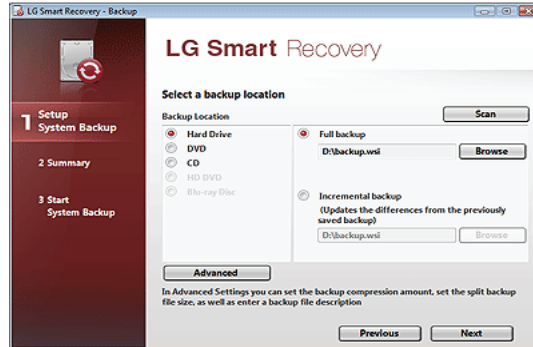 LG Smart Recovery - Backup
LG Smart Recovery
Select a backup location
1 Setup
System Backup
2 Summary
3 Start
System Backup
Backup Location
Scan
Hard Drive
DVD
CD
HD DVD
Blu-ray Disc
Full backup
D:\backup.wsi
Browse
Incremental backup
(Updates the differences from the previously
saved backup)
D:\backup.wsi
Browse
Advanced
In Advanced Settings you can set the backup compression amount, set the split backup
file size, as well as enter a backup file description
Previous
Next